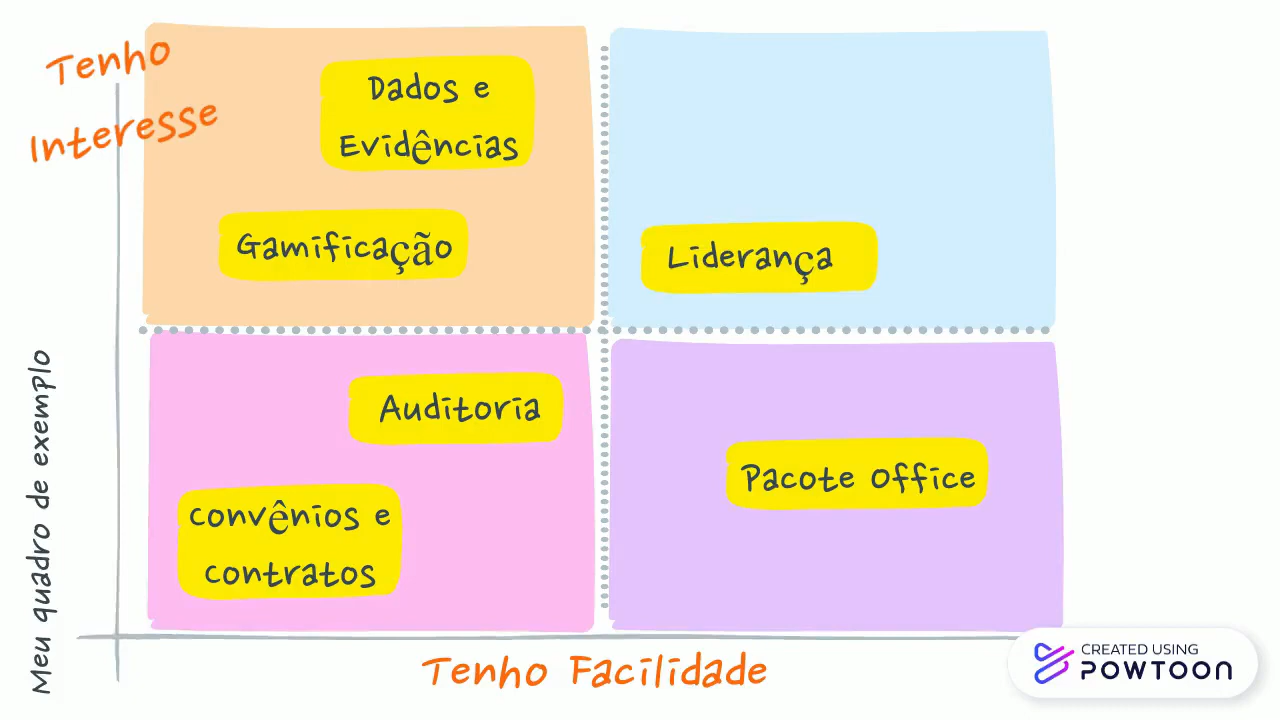 Tenho
Interesse
Dados e
Evidências
Gamificação
Liderança
Auditoria
Pacote Office
Convênios e
contratos
Meu quadro de exemplo
Tenho Facilidade
CREATED USING
POWTOON